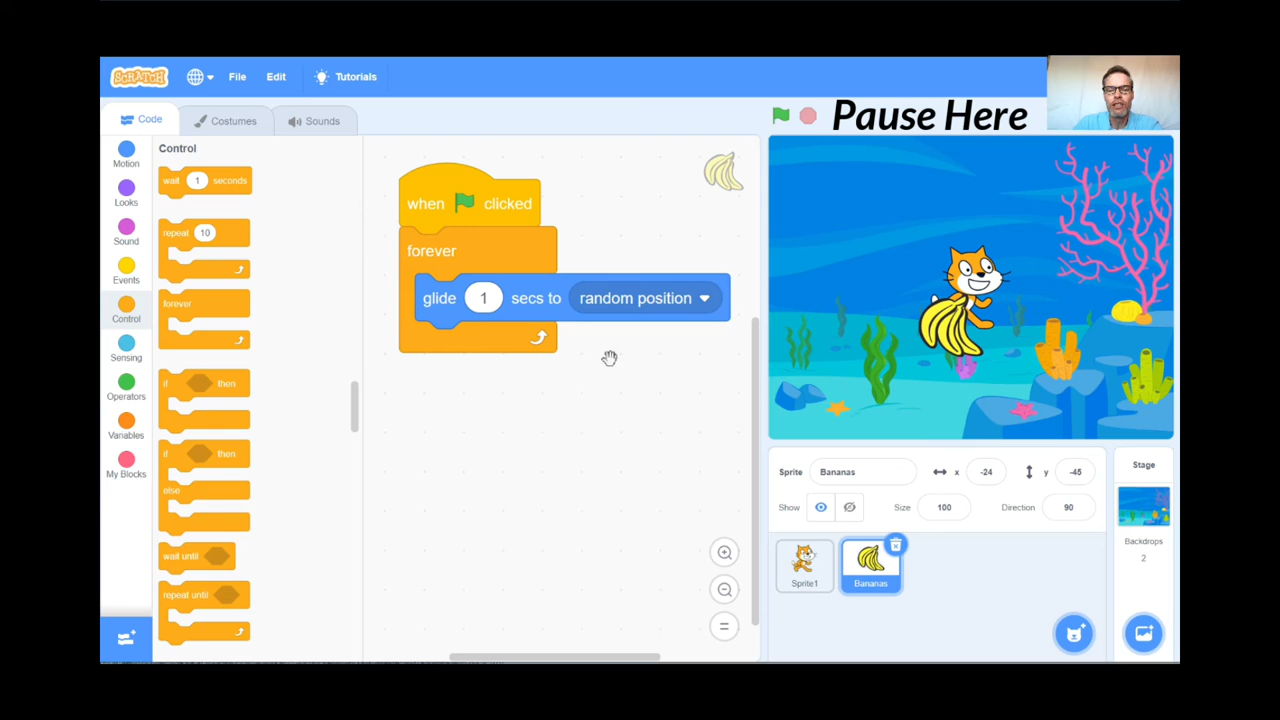 SCRATCH
File
Edit
Tutorials
Pause Here
Code
Costumes
Sounds
Motion
Looks
Sound
Events
Control
Sensing
Operators
Variables
My Blocks
Control
wait 1 seconds
repeat 10
forever
if then
if then
else
wait until
repeat until
when clicked
forever
glide 1 secs to random position
Sprite Bananas x -24 y -45
Show Size 100 Direction 90
Sprite1
Bananas
Stage
Backdrops
2